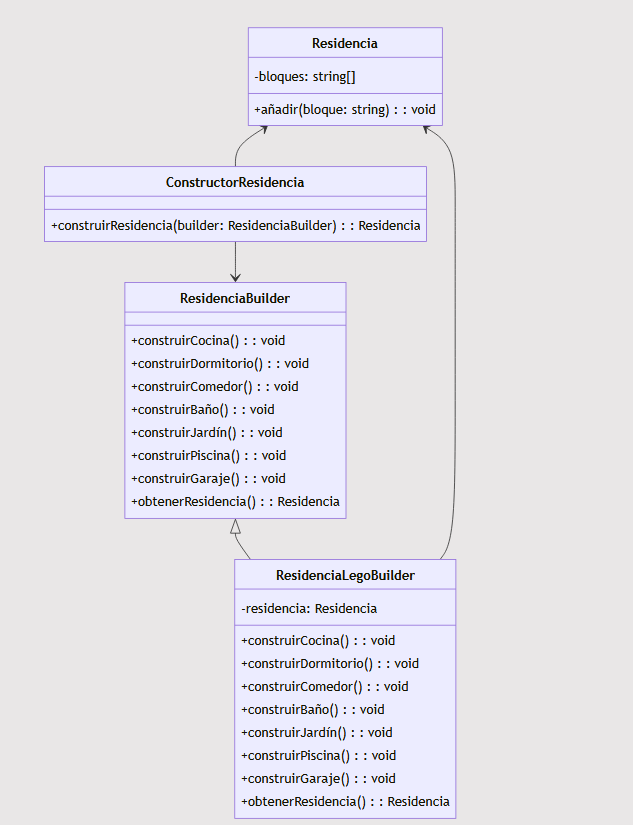 Residencia
-bloques: string[]
+añadir(bloque: string) : : void
ConstructorResidencia
+construirResidencia(builder: ResidenciaBuilder) : : Residencia
ResidenciaBuilder
+construirCocina() : : void
+construirDormitorio() : : void
+construirComedor() : : void
+construirBaño() : : void
+construirJardín() : : void
+construirPiscina() : : void
+construirGaraje() : : void
+obtenerResidencia() : : Residencia
ResidenciaLegoBuilder
-residencia: Residencia
+construirCocina() : : void
+construirDormitorio() : : void
+construirComedor() : : void
+construirBaño() : : void
+construirJardín() : : void
+construirPiscina() : : void
+construirGaraje() : : void
+obtenerResidencia() : : Residencia